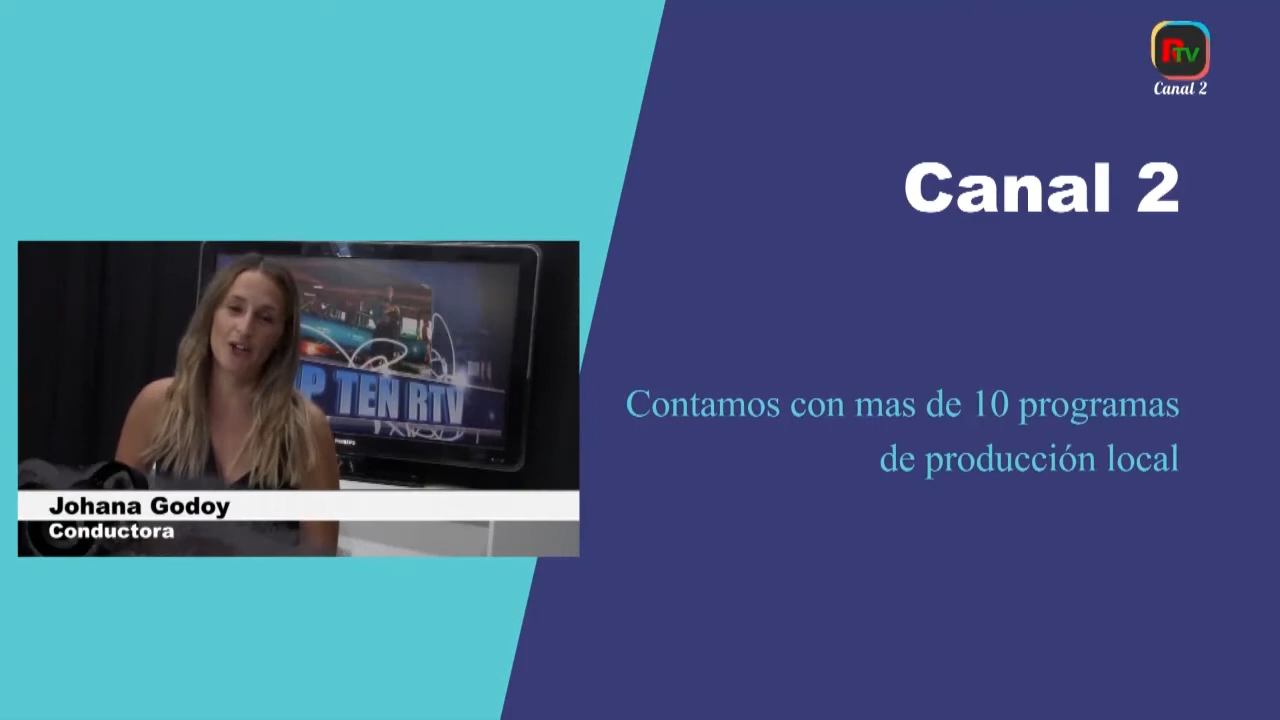 RTV
Canal 2
Canal 2
Contamos con mas de 10 programas
de producción local
P TEN RTV
PHILIPS
Johana Godoy
Conductora